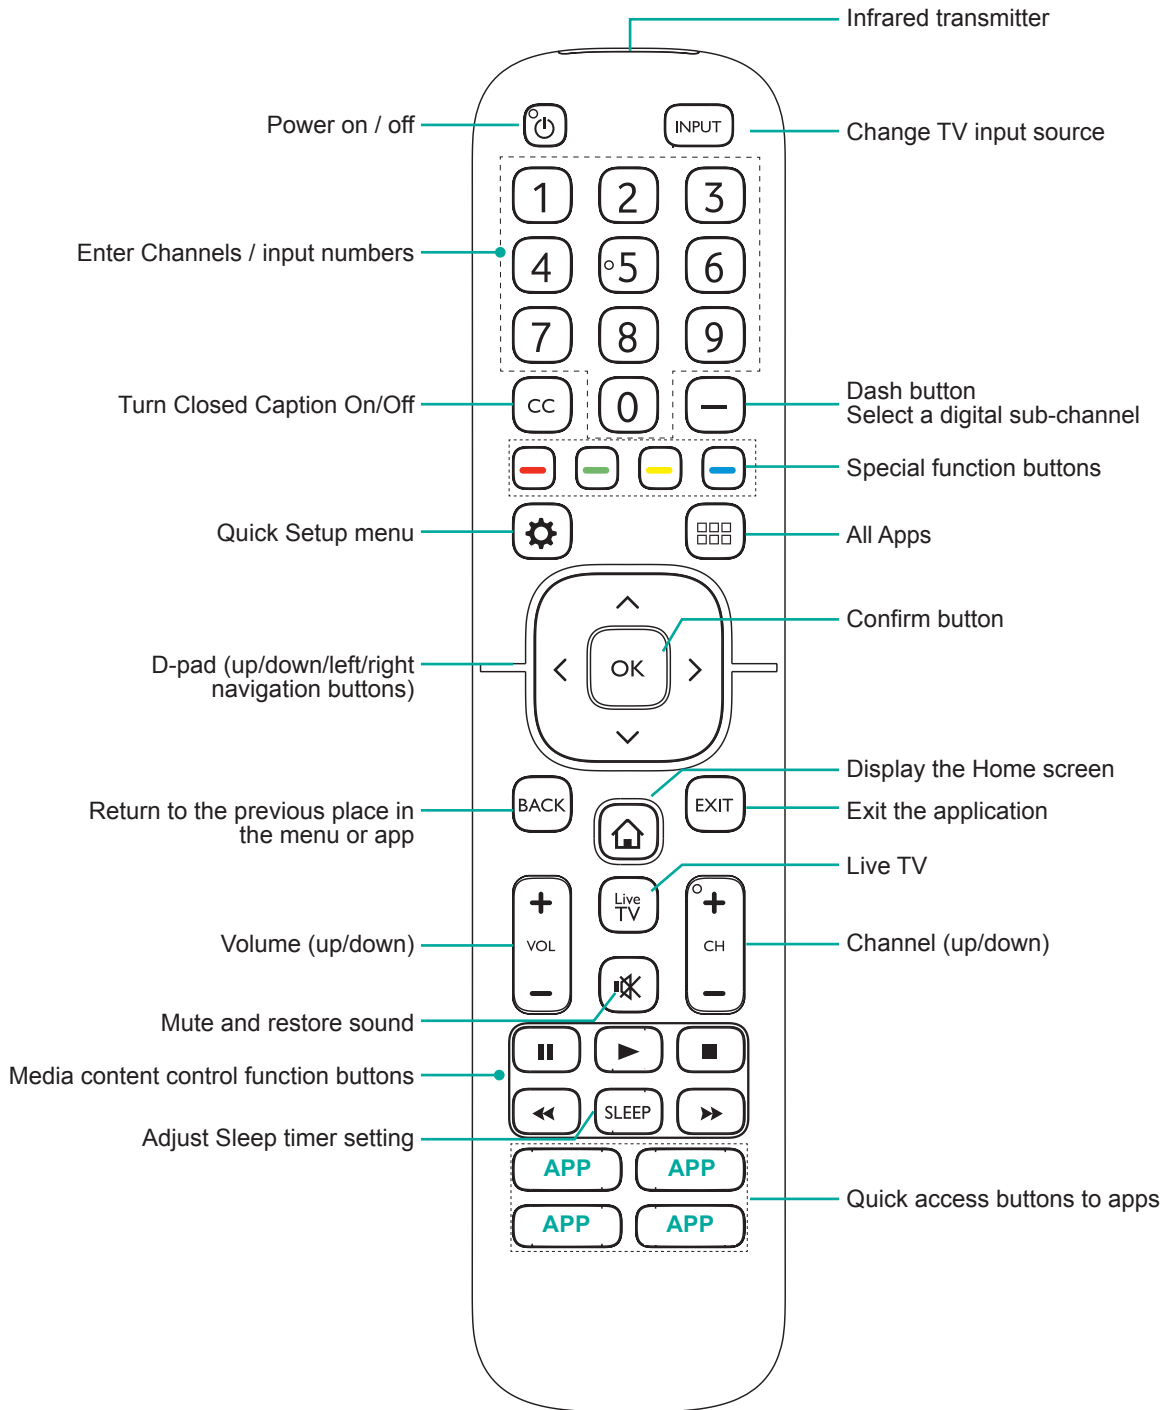 Infrared transmitter
Power on / off
INPUT
Change TV input source
1 2 3
Enter Channels / input numbers
4 5 6
7 8 9
Turn Closed Caption On/Off
CC
0
Dash button
Select a digital sub-channel
Special function buttons
Quick Setup menu
All Apps
Confirm button
D-pad (up/down/left/right
navigation buttons)
OK
Display the Home screen
Return to the previous place in
the menu or app
BACK
EXIT
Exit the application
Live TV
Live
TV
Volume (up/down)
+
VOL
−
+
CH
−
Channel (up/down)
Mute and restore sound
Media content control function buttons
SLEEP
Adjust Sleep timer setting
APP APP
APP APP
Quick access buttons to apps